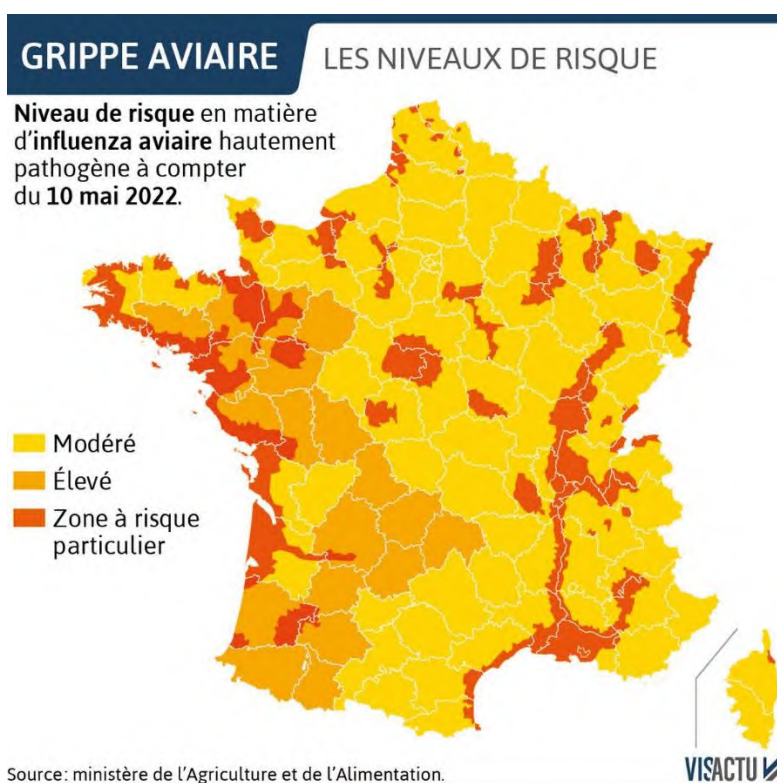 GRIPPE AVIAIRE
LES NIVEAUX DE RISQUE
Niveau de risque en matière
d'influenza aviaire hautement
pathogène à compter
du 10 mai 2022.
Modéré
Élevé
Zone à risque
particulier
Source: ministère de l'Agriculture et de l'Alimentation.
VISACTU